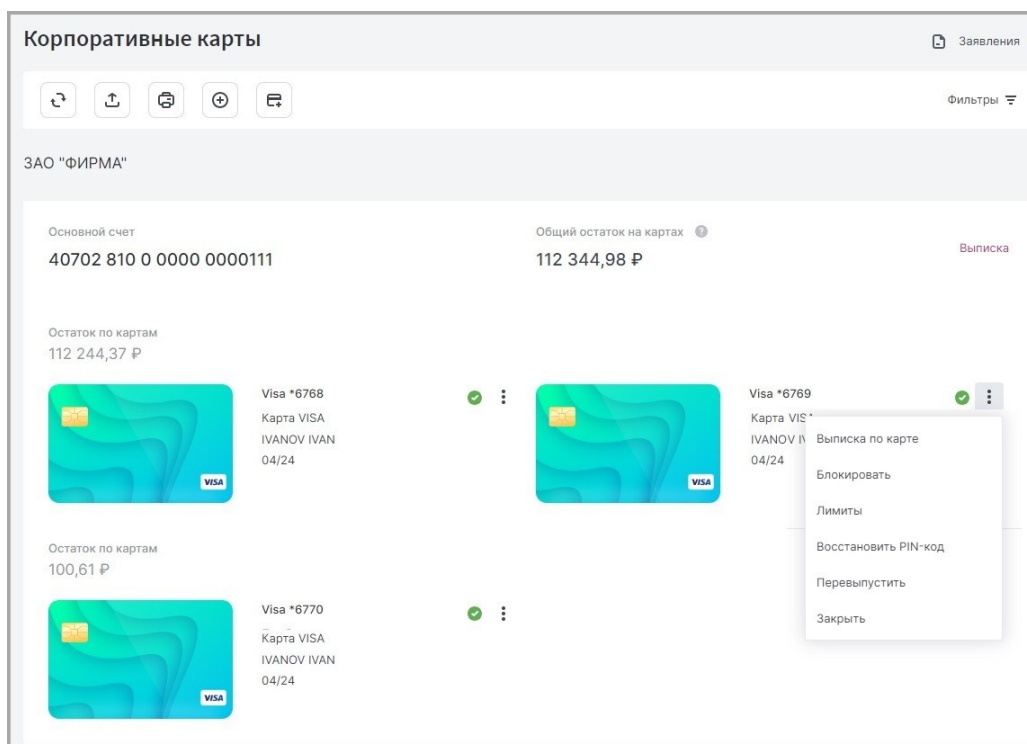 Корпоративные карты
Заявления
Фильтры
ЗАО "ФИРМА"
Основной счет
Общий остаток на картах
?
40702 810 0 0000 0000111
112 344,98 ₽
Выписка
Остаток по картам
112 244,37 ₽
Visa *6768
Карта VISA
IVANOV IVAN
04/24
VISA
Visa *6769
Карта VIS
IVANOV
04/24
VISA
Выписка по карте
Блокировать
Лимиты
Восстановить PIN-код
Перевыпустить
Закрыть
Остаток по картам
100,61 ₽
Visa *6770
Карта VISA
IVANOV IVAN
04/24
VISA